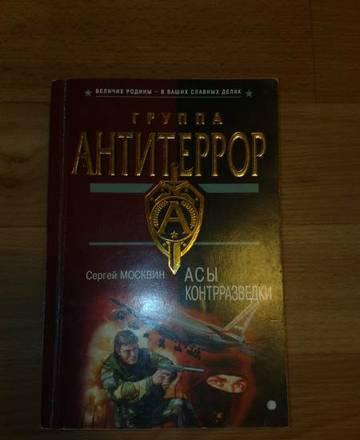 ★ ВЕЛИЧИЕ РОДИНЫ – В ВАШИХ СЛАВНЫХ ДЕЛАХ ★
ГРУППА
АНТИТЕРРОР
А
Сергей МОСКВИН
АСЫ
КОНТРРАЗВЕДКИ